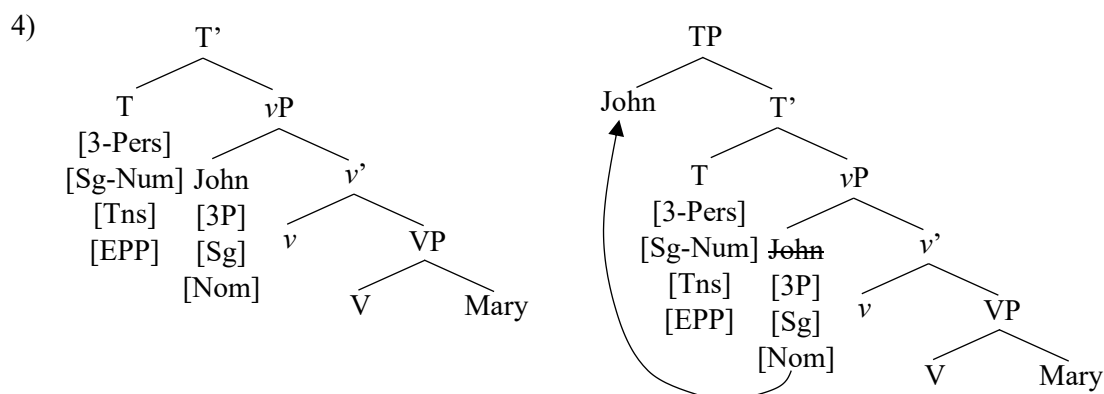 4)
T’
T vP
[3-Pers]
[Sg-Num] John v’
[Tns] [3P] v VP
[EPP] [Sg]
[Nom] V Mary
TP
John T’
T vP
[3-Pers]
[Sg-Num] John v’
[Tns] [3P] v VP
[EPP] [Sg]
[Nom] V Mary